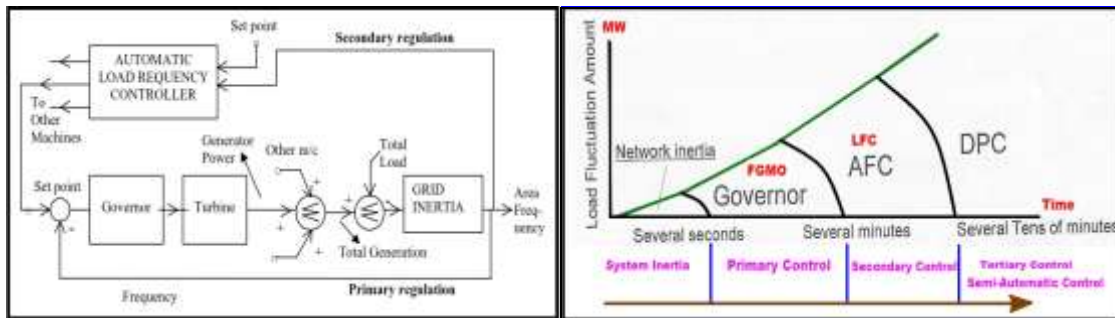 Set point
Secondary regulation
AUTOMATIC
LOAD REQUENCY
CONTROLLER
To
Other
Machines
Generator
Power
Other m/c
Total
Load
Set point
Governor
Turbine
GRID
INERTIA
Area
Freq-
uency
Total Generation
Frequency
Primary regulation
MW
Load Fluctuation Amount
Network inertia
FGMO
Governor
LFC
AFC
DPC
Time
Several seconds
Several minutes
Several Tens of minutes
System Inertia
Primary Control
Secondary Control
Tertiary Control
Semi-Automatic Control